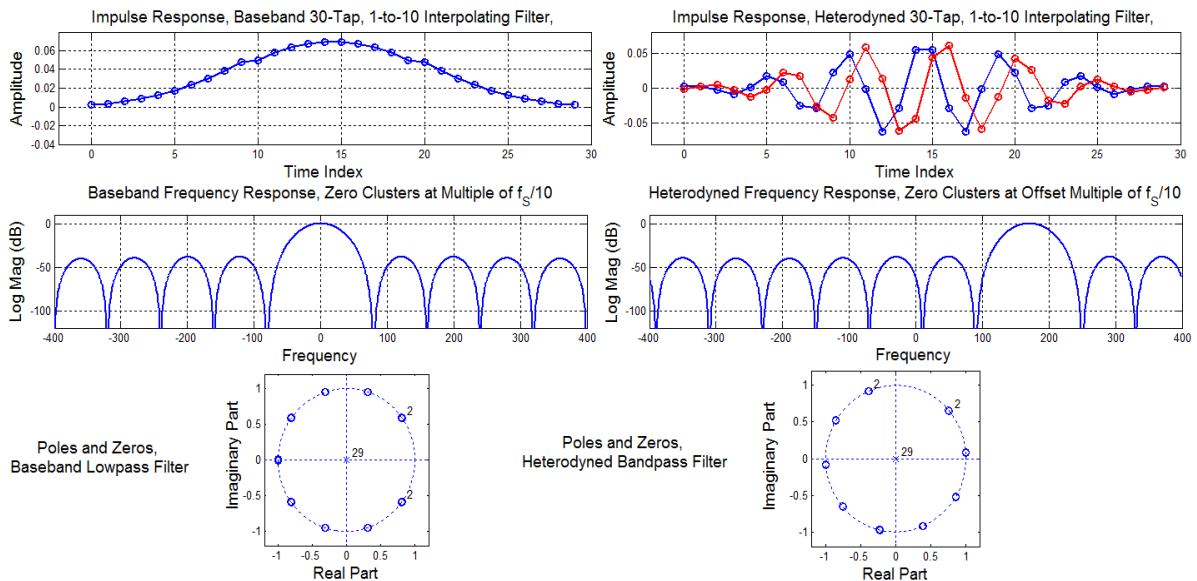 Impulse Response, Baseband 30-Tap, 1-to-10 Interpolating Filter,
Amplitude
0.06
0.04
0.02
0
0.02
0.04
0 5 10 15 20 25 30
Time Index
Impulse Response, Heterodyned 30-Tap, 1-to-10 Interpolating Filter,
Amplitude
0.05
0
-0.05
0 5 10 15 20 25 30
Time Index
Baseband Frequency Response, Zero Clusters at Multiple of f_S/10
Log Mag (dB)
0
-50
-100
-400 -300 -200 -100 0 100 200 300 400
Frequency
Heterodyned Frequency Response, Zero Clusters at Offset Multiple of f_S/10
Log Mag (dB)
0
-50
-100
-400 -300 -200 -100 0 100 200 300 400
Frequency
Poles and Zeros,
Baseband Lowpass Filter
Imaginary Part
1
0.5
0
-0.5
-1
2
29
2
-1 -0.5 0 0.5 1
Real Part
Poles and Zeros,
Heterodyned Bandpass Filter
Imaginary Part
1
0.5
0
-0.5
-1
2
2
29
-1 -0.5 0 0.5 1
Real Part